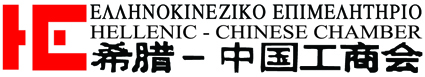 ΕΛΛΗΝΟΚΙΝΕΖΙΚΟ ΕΠΙΜΕΛΗΤΗΡΙΟ
HELLENIC - CHINESE CHAMBER
希腊 - 中国工商会